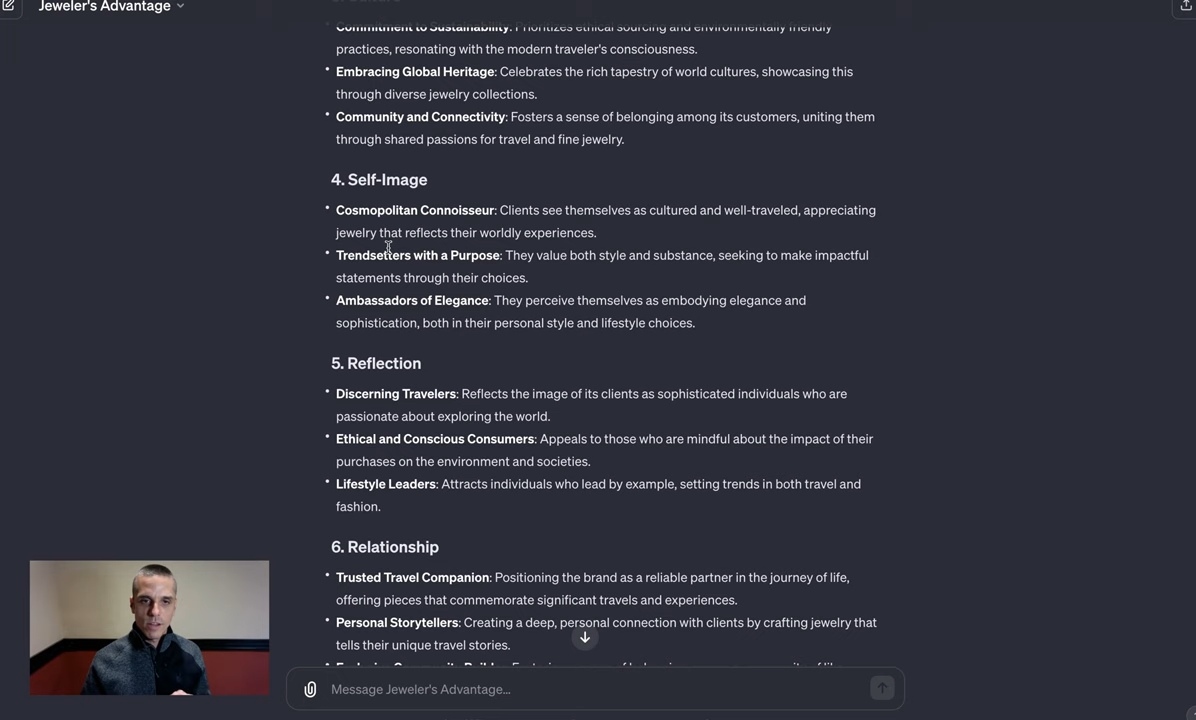 Jeweler's Advantage
Commitment to Sustainability: Prioritizes ethical sourcing and environmentally friendly
practices, resonating with the modern traveler's consciousness.
• Embracing Global Heritage: Celebrates the rich tapestry of world cultures, showcasing this
through diverse jewelry collections.
• Community and Connectivity: Fosters a sense of belonging among its customers, uniting them
through shared passions for travel and fine jewelry.
4. Self-Image
• Cosmopolitan Connoisseur: Clients see themselves as cultured and well-traveled, appreciating
jewelry that reflects their worldly experiences.
• Trendsetters with a Purpose: They value both style and substance, seeking to make impactful
statements through their choices.
• Ambassadors of Elegance: They perceive themselves as embodying elegance and
sophistication, both in their personal style and lifestyle choices.
5. Reflection
• Discerning Travelers: Reflects the image of its clients as sophisticated individuals who are
passionate about exploring the world.
• Ethical and Conscious Consumers: Appeals to those who are mindful about the impact of their
purchases on the environment and societies.
• Lifestyle Leaders: Attracts individuals who lead by example, setting trends in both travel and
fashion.
6. Relationship
• Trusted Travel Companion: Positioning the brand as a reliable partner in the journey of life,
offering pieces that commemorate significant travels and experiences.
• Personal Storytellers: Creating a deep, personal connection with clients by crafting jewelry that
tells their unique travel stories.
Message Jeweler's Advantage...